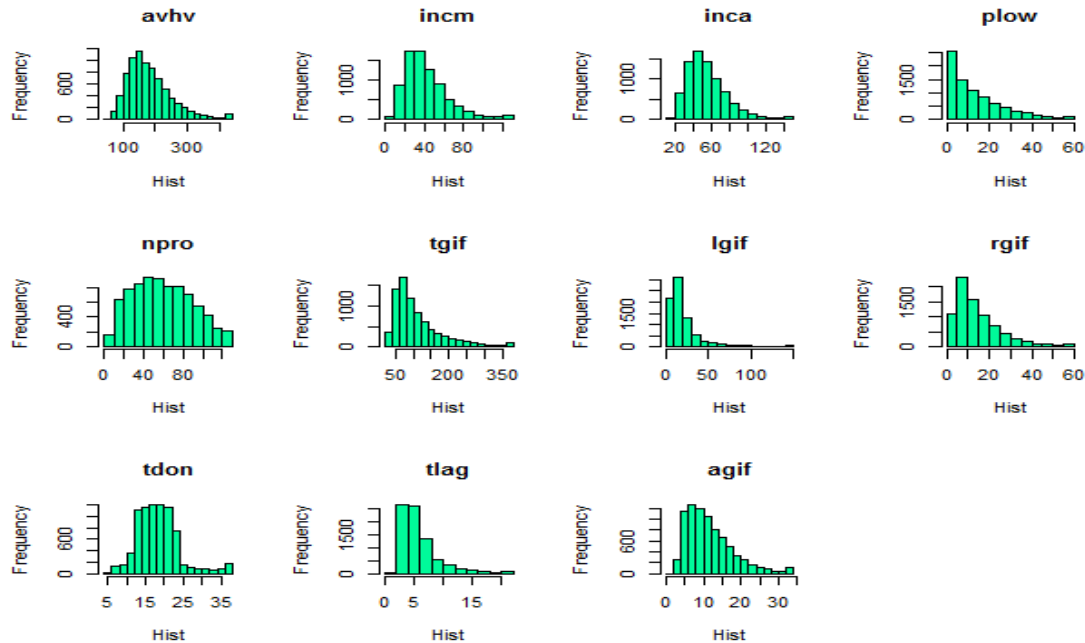 avhv
Frequency
0 600
100 300
Hist
incm
Frequency
0 1000
0 40 80
Hist
inca
Frequency
0 1000
20 60 120
Hist
plow
Frequency
0 1500
0 20 40 60
Hist
npro
Frequency
0 400
0 40 80
Hist
tgif
Frequency
0 1000
50 200 350
Hist
lgif
Frequency
0 1500
0 50 100
Hist
rgif
Frequency
0 1500
0 20 40 60
Hist
tdon
Frequency
0 600
5 15 25 35
Hist
tlag
Frequency
0 1500
0 5 15
Hist
agif
Frequency
0 600
0 10 20 30
Hist